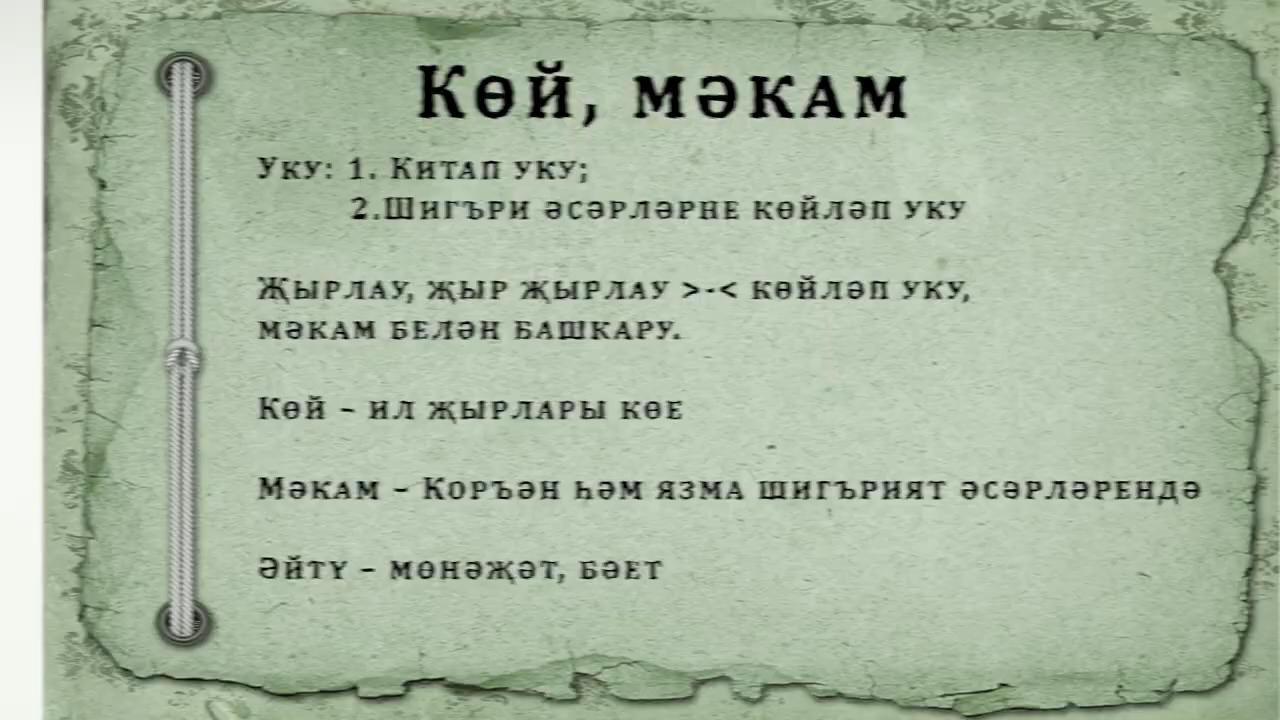 Көй, мәкам
Уку: 1. Китап уку;
2.Шигъри әсәрләрне көйләп уку
Җырлау, җыр җырлау >-< көйләп уку,
мәкам белән башкару.
Көй – ил җырлары көе
Мәкам – Коръән һәм язма шигърият әсәрләрендә
Әйтү – мөнәҗәт, бәет